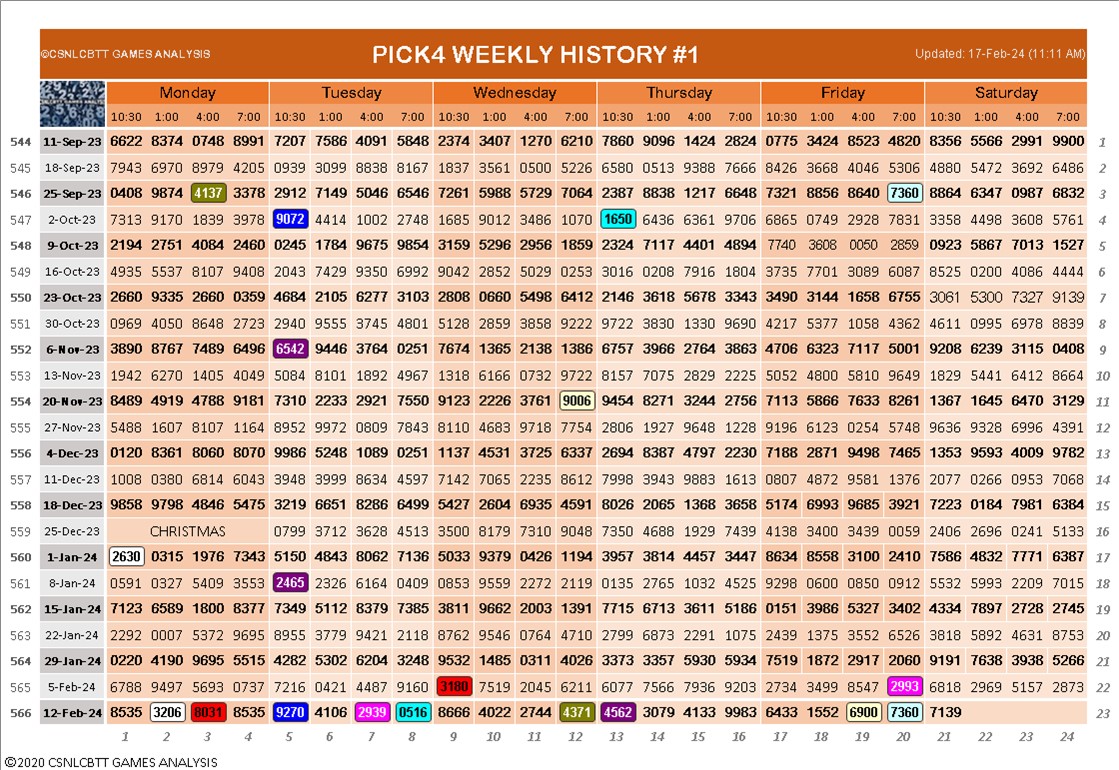 ©CSNLCBTT GAMES ANALYSIS PICK4 WEEKLY HISTORY #1 Updated: 17-Feb-24 (11:11 AM)
Monday Tuesday Wednesday Thursday Friday Saturday
10:30 1:00 4:00 7:00 10:30 1:00 4:00 8:00 10:30 1:00 4:00 7:00 10:30 1:00 4:00 7:00 10:30 1:00 4:00 7:00 10:30 1:00 4:00 7:00
544 11-Sep-23 6622 8374 0748 8991 7207 7586 4091 5848 2374 3407 1270 6210 7860 9096 1424 2824 0775 3424 8523 4820 8356 5566 2991 9900 1
545 18-Sep-23 7943 6970 8979 4205 0939 3099 8838 8167 1837 3561 0500 5226 6580 0513 9388 7666 8426 3668 4046 5306 4880 5472 3692 6486 2
546 25-Sep-23 0408 9874 4137 3378 2912 7149 5046 6546 7261 5988 5729 7064 2387 8038 1217 6648 7321 8856 8640 7360 8864 6347 0987 6832 3
547 2-Oct-23 7313 9170 1839 3978 9072 4414 1002 2748 1685 9012 3486 1070 1650 6436 6361 9706 6865 0749 2928 7831 3358 4498 3608 5761 4
548 9-Oct-23 2194 2751 4084 2460 0245 1784 9675 9854 3159 5296 2956 1859 2324 7117 4401 4894 7740 3608 0050 2859 0923 5867 7013 1527 5
549 16-Oct-23 4935 5537 8107 9408 2043 7429 9350 6992 9042 2852 5029 0253 3016 0208 7916 1804 3735 7701 3089 6087 8525 0200 4086 4444 6
550 23-Oct-23 2660 9335 2660 0359 4684 2105 6277 3103 2808 0660 5498 6412 2146 3618 5678 3343 3490 3144 1658 6755 3061 5300 7327 9139 7
551 30-Oct-23 0969 4050 8648 2723 2940 9555 3745 4801 5128 2859 3858 9222 9722 3830 1330 9690 4217 5377 1058 4362 4611 0995 6978 8839 8
552 6-Nov-23 3890 8767 7489 6496 6542 9446 3764 0251 7674 1365 2138 1386 6757 3966 2764 3863 4706 6323 7117 5001 9208 6239 3115 0408 9
553 13-Nov-23 1942 6270 1405 4049 5084 8101 1892 4967 1318 6166 0732 9722 8157 7075 2829 2225 5052 4800 5810 9649 1829 5441 6412 8664 10
554 20-Nov-23 8489 4919 4788 9181 7310 2233 2921 7550 9123 2226 3761 9006 9454 8271 3244 2756 7113 5866 7633 8261 1367 1645 6470 3129 11
555 27-Nov-23 5488 1607 8107 1164 8952 9972 0809 7843 8110 4683 9718 7754 2806 1927 9648 1228 9196 6123 0254 5748 9636 9328 6996 4391 12
556 4-Dec-23 0120 8361 8060 8070 9986 5248 1089 0251 1137 4531 3725 6337 2694 8387 4797 2230 7188 2871 9498 7465 1353 9593 4009 9782 13
557 11-Dec-23 1008 0380 6814 6043 3948 3999 8634 4597 7142 7065 2235 8612 7998 3943 9883 1613 0807 4872 9581 1376 2077 0266 0953 7068 14
558 18-Dec-23 9858 9798 4846 5475 3219 6651 8286 6499 5427 2604 6935 4591 8026 2065 1368 3658 5174 6993 9685 3921 7223 0184 7981 6384 15
559 25-Dec-23 CHRISTMAS 0799 3712 3628 4513 3500 8179 7310 9048 7350 4688 1929 7439 4138 3400 3439 0059 2406 2696 0241 5133 16
560 1-Jan-24 2630 0315 1976 7343 5150 4843 8062 7136 5033 9379 0426 1194 3957 3814 4457 3447 8634 8558 3100 2410 7586 4832 7771 6387 17
561 8-Jan-24 0591 0327 5409 3553 2465 2326 6164 0409 0853 9559 2272 2119 0135 2765 1032 4525 9298 0600 0850 0912 5532 5993 2209 7015 18
562 15-Jan-24 7123 6589 1800 8377 7349 5112 8379 7385 3811 9662 2003 1391 7715 6713 3611 5186 0151 3986 5327 3402 4334 7897 2728 2745 19
563 22-Jan-24 2292 0007 5372 9695 8955 3779 9421 2118 8762 9546 0764 4710 2799 6873 2291 1075 2439 1375 3552 6526 3818 5892 4631 8753 20
564 29-Jan-24 0220 4190 9695 5515 4282 5302 6204 3248 9532 1485 0311 4026 3373 3357 5930 5934 7519 1872 2917 2060 9191 7638 3938 5266 21
565 5-Feb-24 6788 9497 5693 0737 7216 0421 4487 9160 3180 7519 2045 6211 6077 7566 7936 9203 2734 3499 8547 2993 6818 2969 5157 2873 22
566 12-Feb-24 8535 3206 8031 8535 9270 4106 2939 0516 8666 4022 2744 4371 4562 3079 4133 9983 6433 1552 6900 7360 7139 23
1 2 3 4 5 6 7 8 9 10 11 12 13 14 15 16 17 18 19 20 21 22 23 24
©2020 CSNLCBTT GAMES ANALYSIS